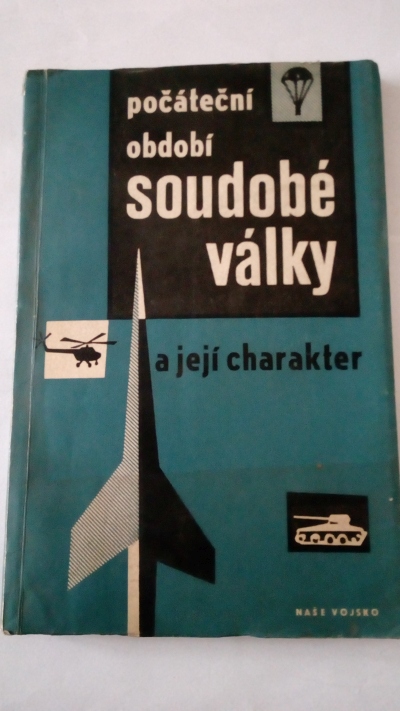 počáteční
období
soudobé
války
a její charakter
NAŠE VOJSKO